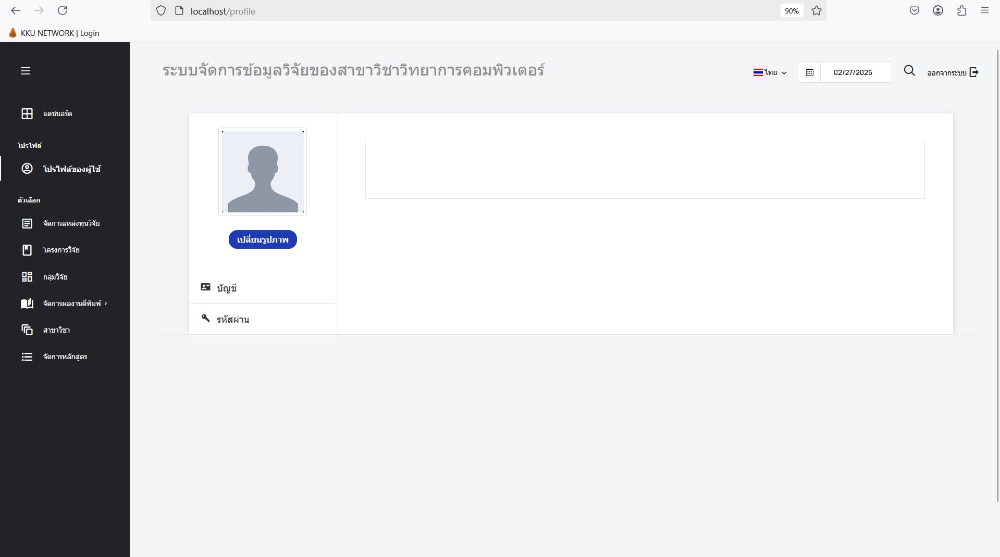 localhost/profile
90%
KKU NETWORK | Login
ระบบจัดการข้อมูลวิจัยของสาขาวิชาวิทยาการคอมพิวเตอร์
ไทย
02/27/2025
ออกจากระบบ
แดชบอร์ด
โปรไฟล์
โปรไฟล์ของผู้ใช้
ตัวเลือก
จัดการแหล่งทุนวิจัย
โครงการวิจัย
กลุ่มวิจัย
จัดการผลงานตีพิมพ์
สาขาวิชา
จัดการหลักสูตร
เปลี่ยนรูปภาพ
บัญชี
รหัสผ่าน